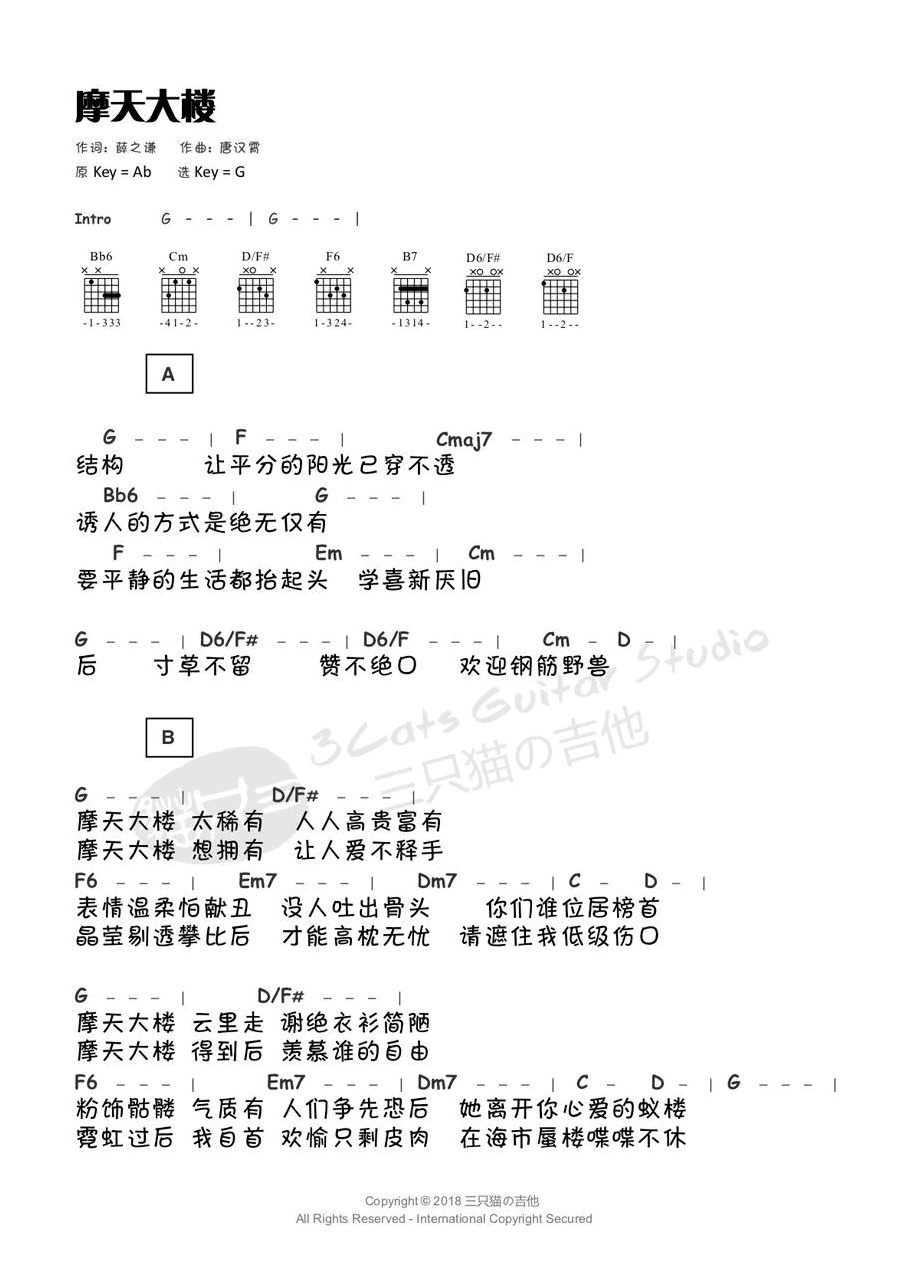 摩天大楼
作词：薛之谦 作曲：唐汉霄
原 Key = Ab 选 Key = G
Intro G - - - | G - - - |
Bb6 Cm D/F# F6 B7 D6/F# D6/F
×× × ○ × ×○ × × × × × ×○ ○× ×○ ○×
-1-333 -41-2- 1--23- 1-324- -1314- 1--2-- 1--2--
A
G - - - | F - - - | Cmaj7 - - - |
结构 让平分的阳光已穿不透
Bb6 - - - | G - - - |
诱人的方式是绝无仅有
F - - - | Em - - - | Cm - - - |
要平静的生活都抬起头 学喜新厌旧
G - - - | D6/F# - - - | D6/F - - - | Cm - D - |
后 寸草不留 赞不绝口 欢迎钢筋野兽
3Cats Guitar Studio
三只猫の吉他
B
G - - - | D/F# - - - |
摩天大楼 太稀有 人人高贵富有
摩天大楼 想拥有 让人爱不释手
F6 - - - | Em7 - - - | Dm7 - - - | C - D - |
表情温柔怕献丑 没人吐出骨头 你们谁位居榜首
晶莹剔透攀比后 才能高枕无忧 请遮住我低级伤口
G - - - | D/F# - - - |
摩天大楼 云里走 谢绝衣衫简陋
摩天大楼 得到后 羡慕谁的自由
F6 - - - | Em7 - - - | Dm7 - - - | C - D - | G - - - - |
粉饰骷髅 气质有 人们争先恐后 她离开你心爱的蚁楼
霓虹过后 我自首 欢愉只剩皮肉 在海市蜃楼喋喋不休
Copyright © 2018 三只猫の吉他
All Rights Reserved - International Copyright Secured